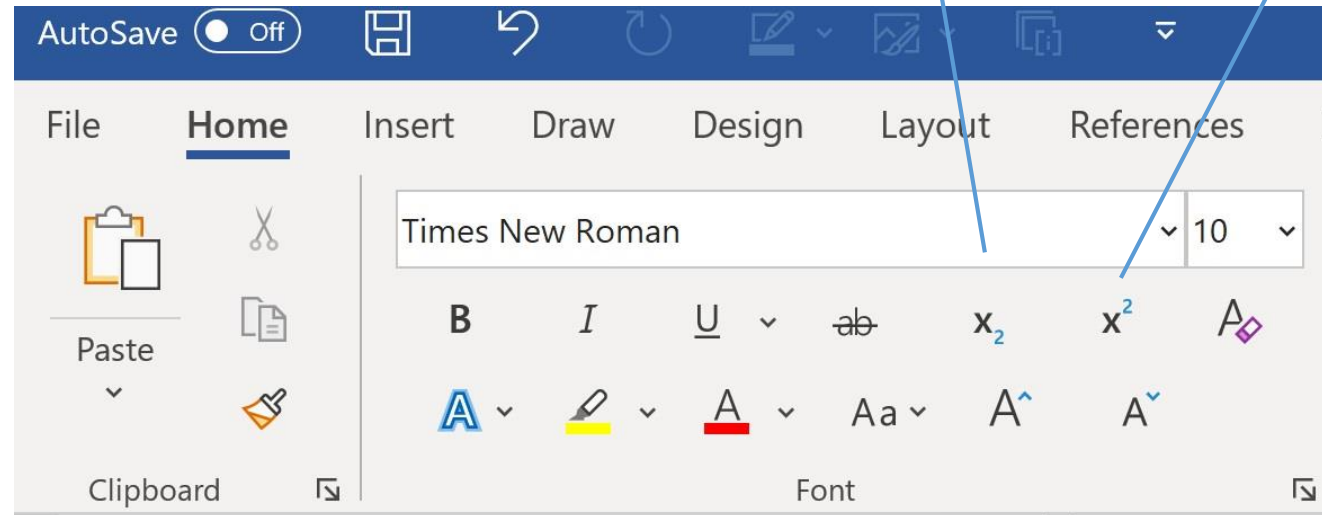 AutoSave Off
File Home Insert Draw Design Layout References
Times New Roman 10
Paste
B I U ab x₂ x² A
A A Aa A A
Clipboard Font